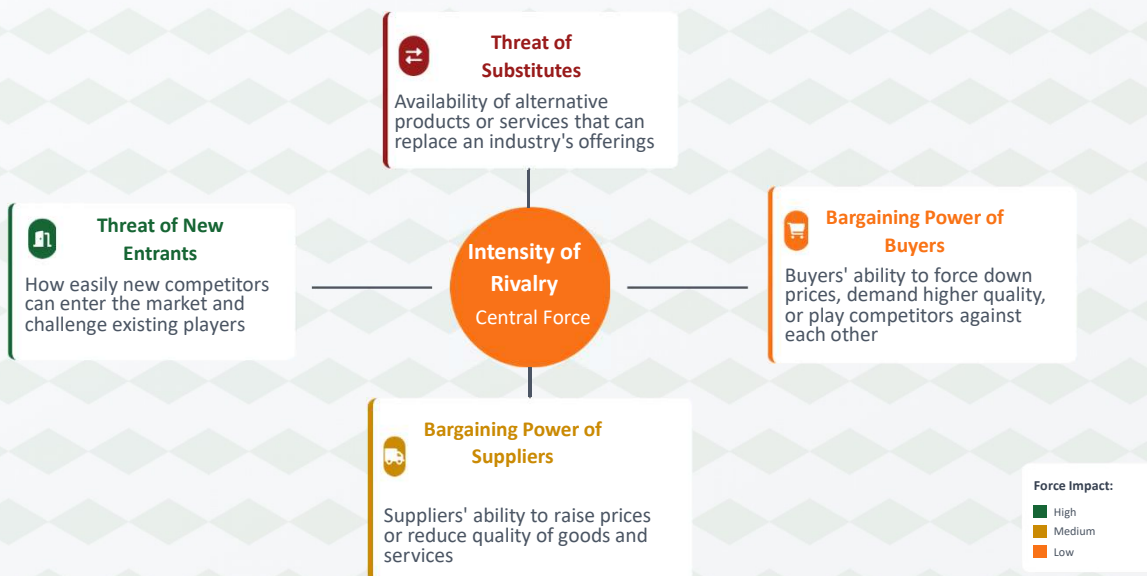 Threat of
Substitutes
Availability of alternative
products or services that can
replace an industry's offerings
Threat of New
Entrants
How easily new competitors
can enter the market and
challenge existing players
Intensity of
Rivalry
Central Force
Bargaining Power of
Buyers
Buyers' ability to force down
prices, demand higher quality,
or play competitors against
each other
Bargaining Power of
Suppliers
Suppliers' ability to raise prices
or reduce quality of goods and
services
Force Impact:
High
Medium
Low